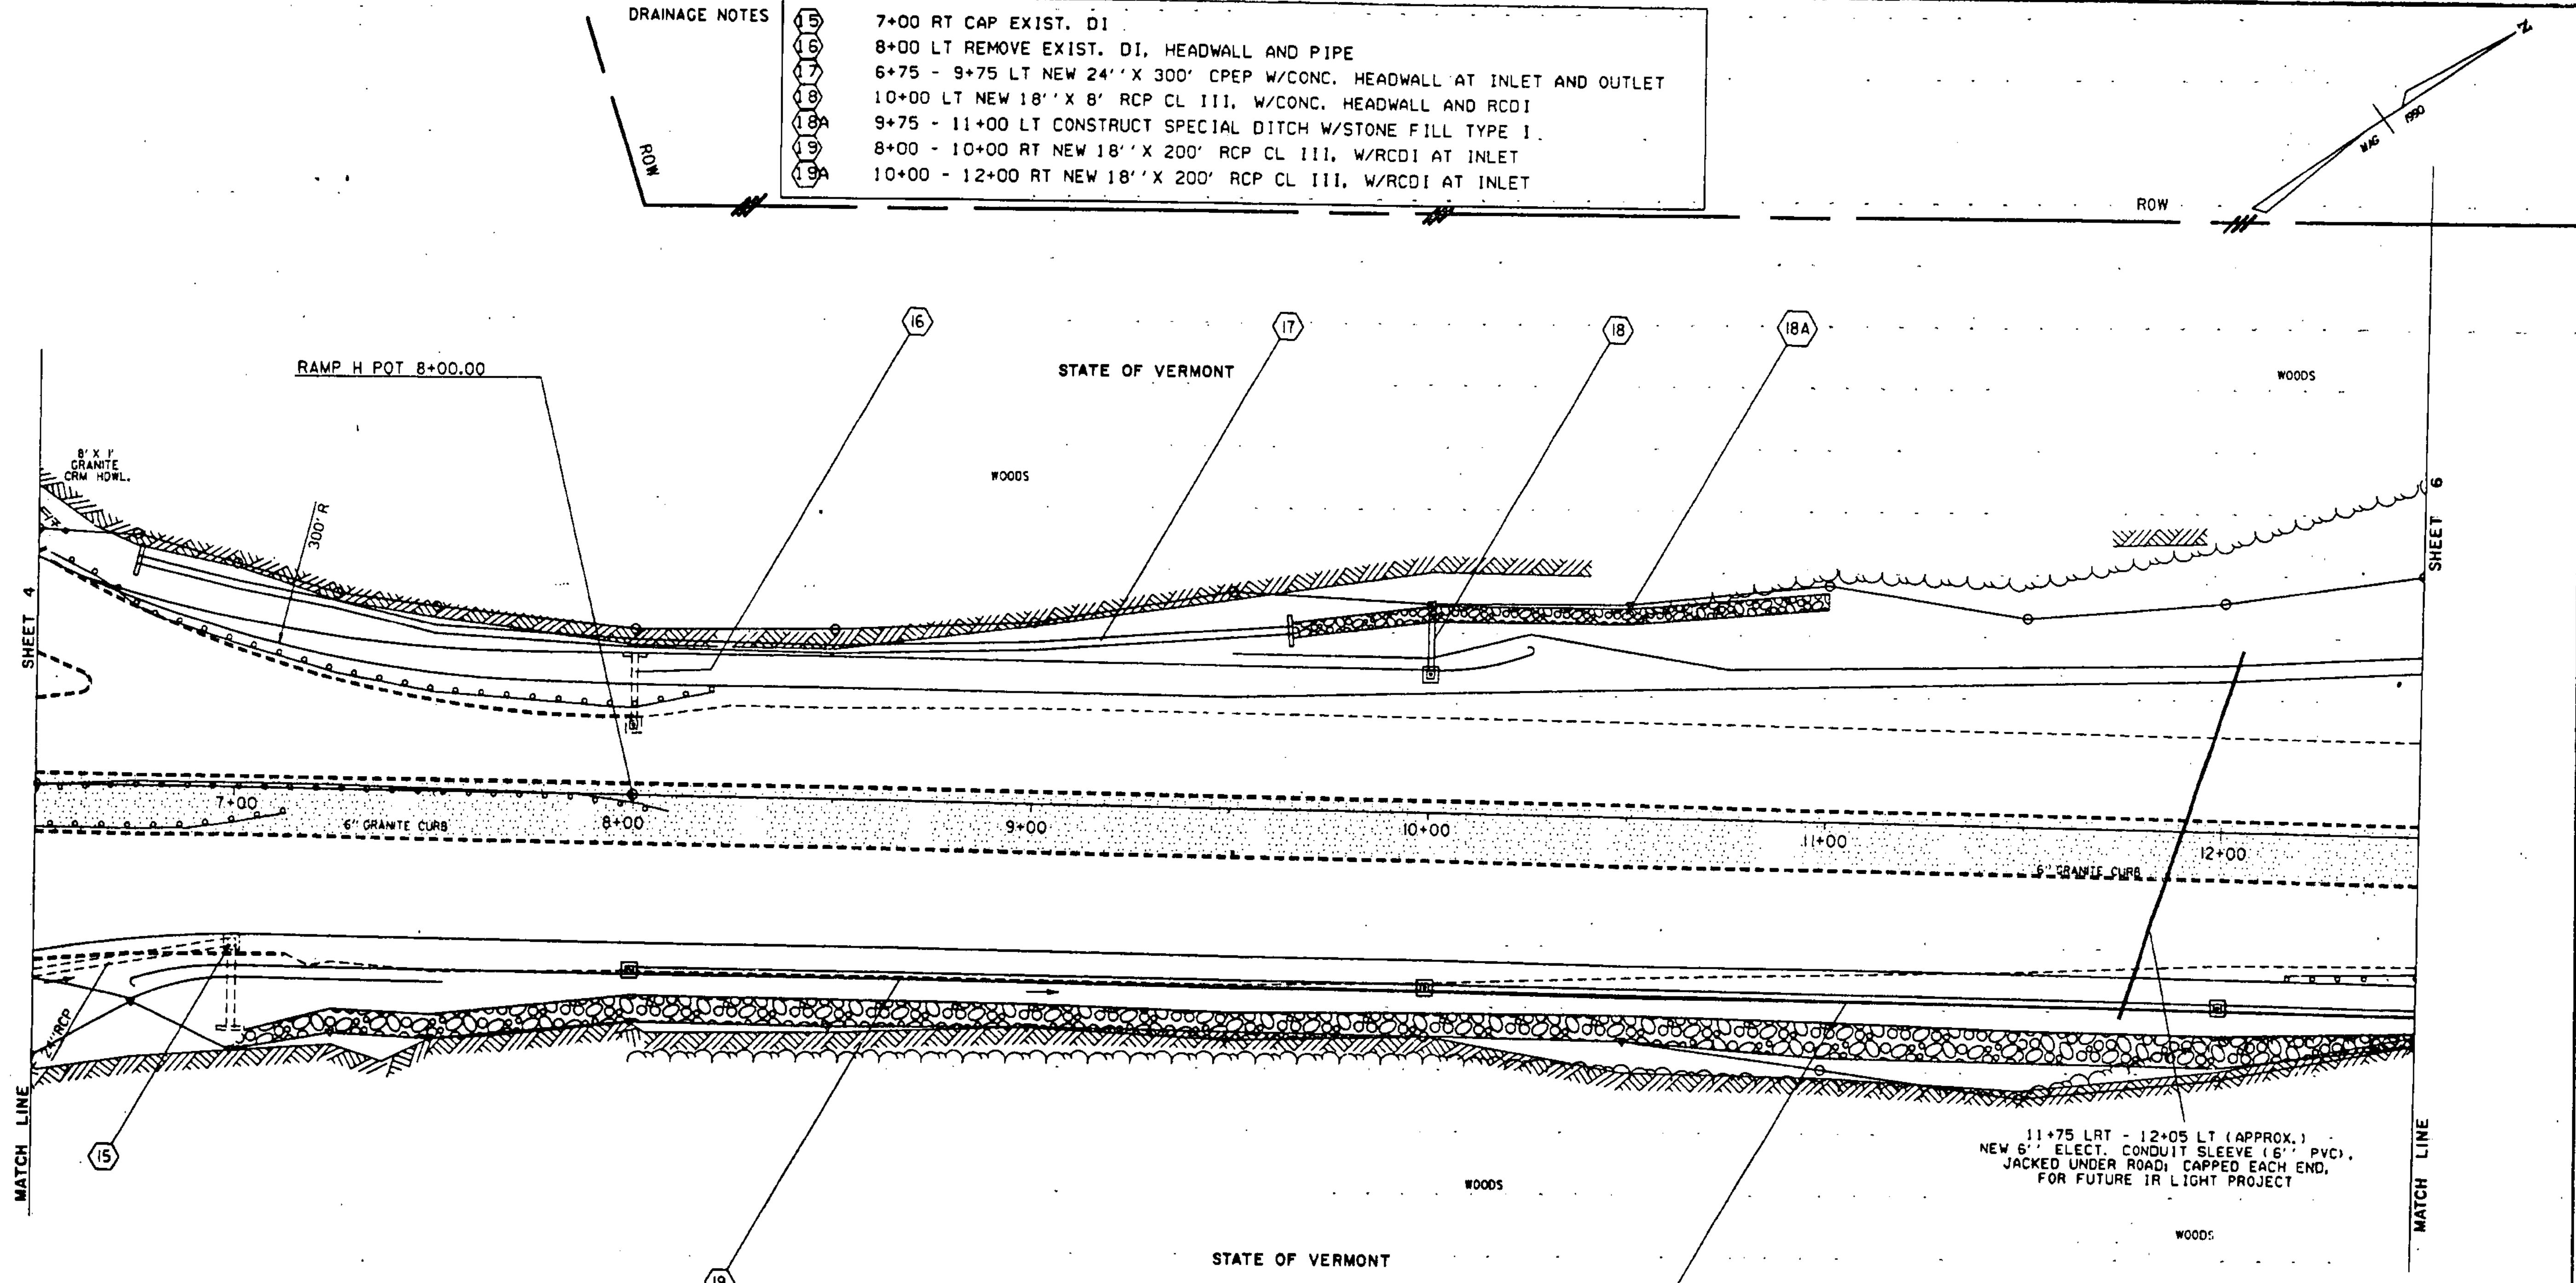 DRAINAGE NOTES
15 7+00 RT CAP EXIST. DI
16 8+00 LT REMOVE EXIST. DI, HEADWALL AND PIPE
17 6+75 - 9+75 LT NEW 24'' X 300' CPEP W/CONC. HEADWALL AT INLET AND OUTLET
18 10+00 LT NEW 18'' X 8' RCP CL III, W/CONC. HEADWALL AND RCDI
18A 9+75 - 11+00 LT CONSTRUCT SPECIAL DITCH W/STONE FILL TYPE I
19 8+00 - 10+00 RT NEW 18'' X 200' RCP CL III, W/RCDI AT INLET
19A 10+00 - 12+00 RT NEW 18'' X 200' RCP CL III, W/RCDI AT INLET
ROW
ROW
Z
MAG 1990
16
17
18
18A
RAMP H POT 8+00.00
STATE OF VERMONT
WOODS
8' X 1'
GRANITE
CRM HDWL.
WOODS
300' R
SHEET 4
SHEET 6
7+00
6'' GRANITE CURB
8+00
9+00
10+00
11+00
12+00
6'' GRANITE CURB
24'' RCP
15
MATCH LINE
MATCH LINE
11+75 LRT - 12+05 LT (APPROX.)
NEW 6'' ELECT. CONDUIT SLEEVE (6'' PVC),
JACKED UNDER ROAD; CAPPED EACH END,
FOR FUTURE IR LIGHT PROJECT
WOODS
WOODS
STATE OF VERMONT
19